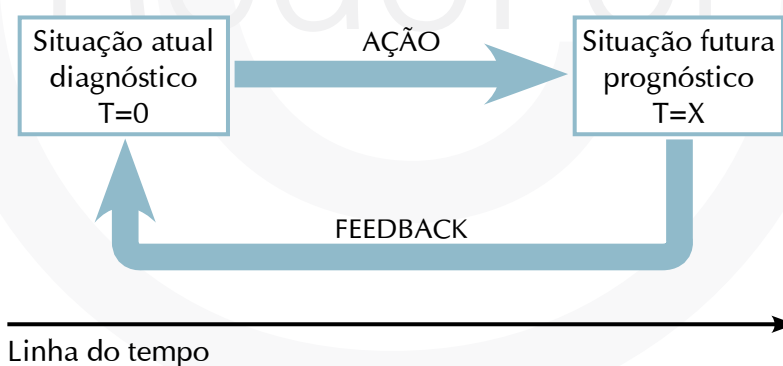 Situação atual
diagnóstico
T=0
AÇÃO
Situação futura
prognóstico
T=X
FEEDBACK
Linha do tempo